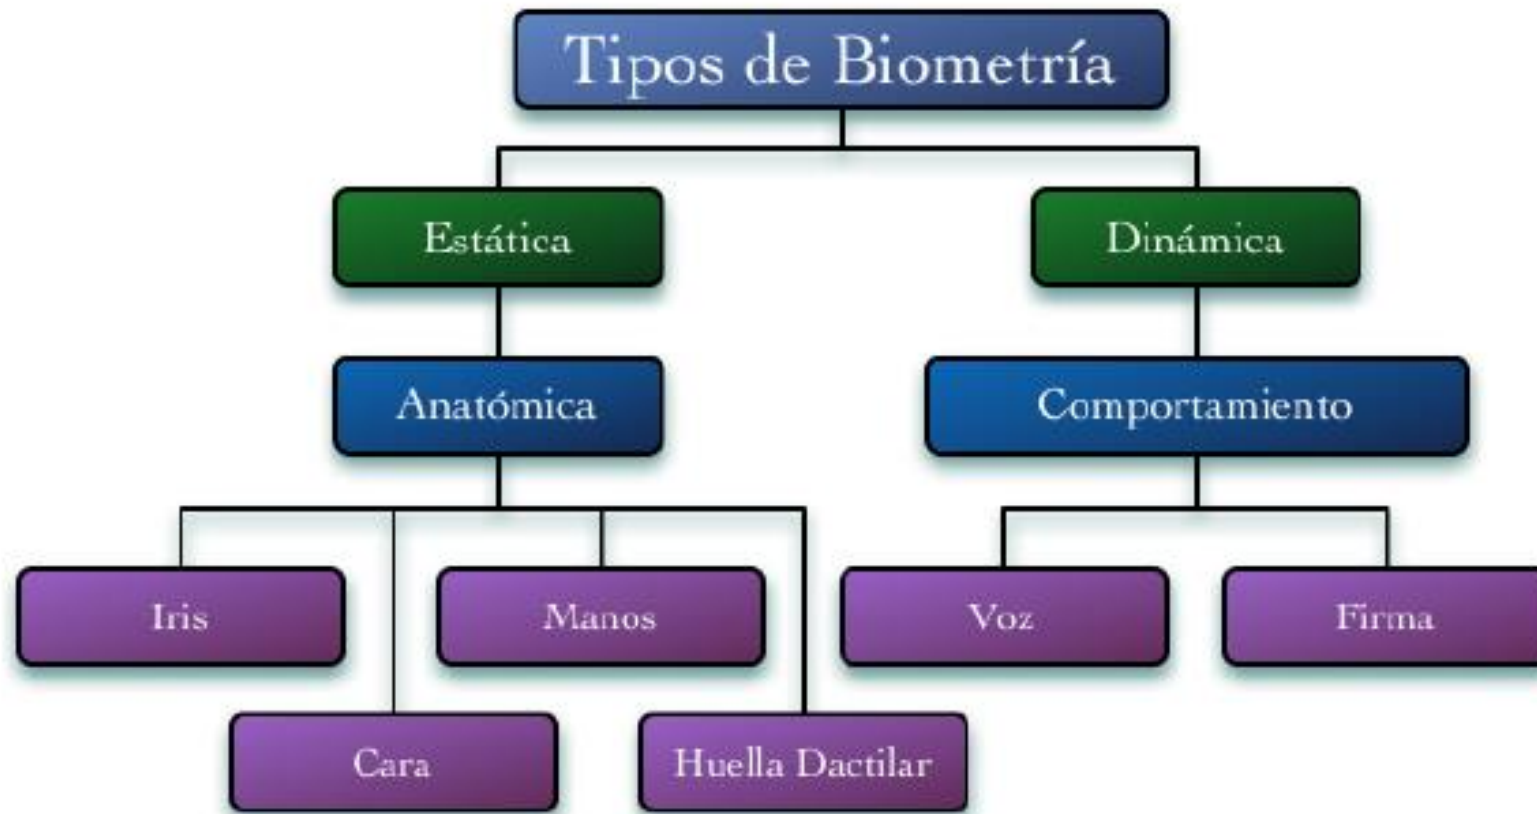 Tipos de Biometría
Estática
Dinámica
Anatómica
Comportamiento
Iris
Manos
Voz
Firma
Cara
Huella Dactilar